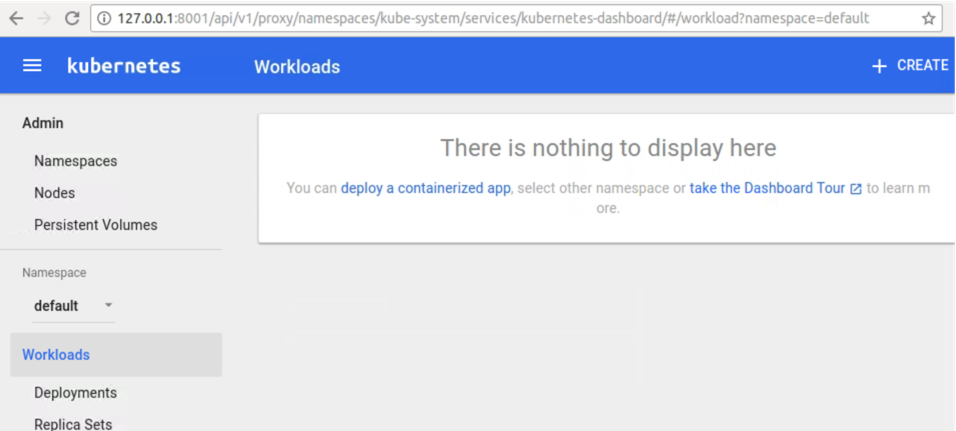 127.0.0.1:8001/api/v1/proxy/namespaces/kube-system/services/kubernetes-dashboard/#/workload?namespace=default
kubernetes
Workloads
+ CREATE
Admin
Namespaces
Nodes
Persistent Volumes
Namespace
default
Workloads
Deployments
Replica Sets
There is nothing to display here
You can deploy a containerized app, select other namespace or take the Dashboard Tour to learn m
ore.